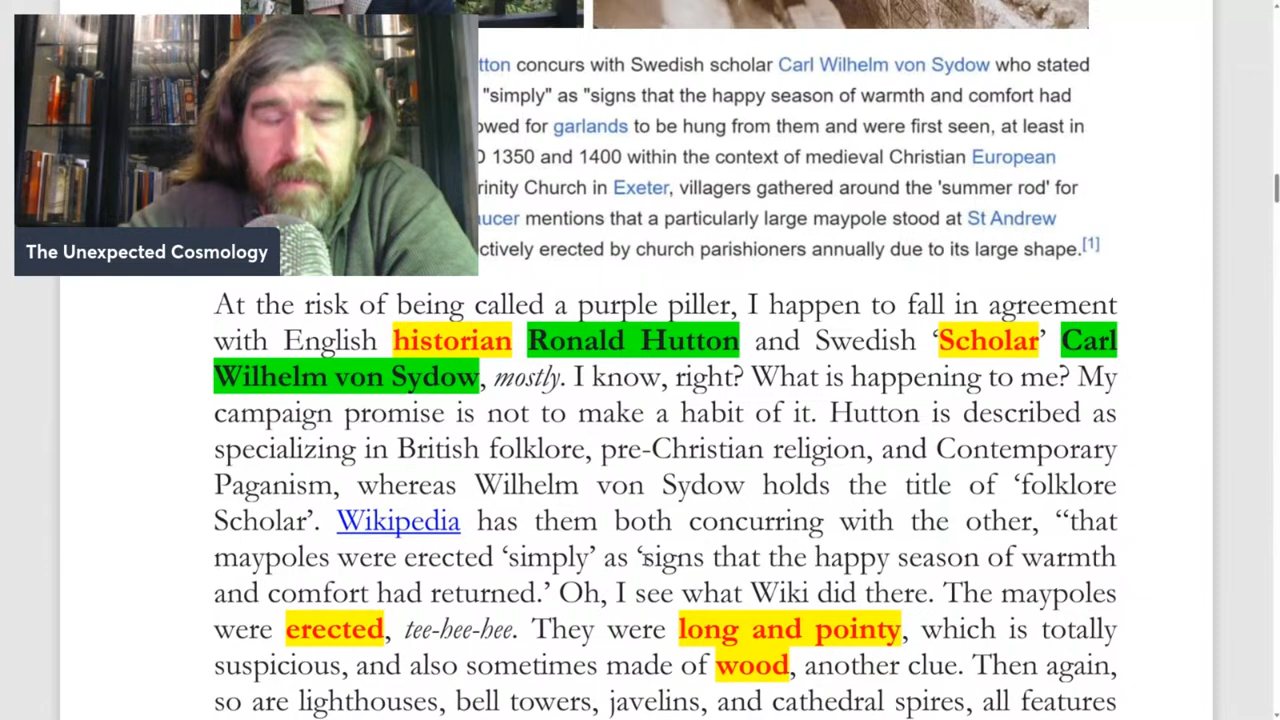 tton concurs with Swedish scholar Carl Wilhelm von Sydow who stated
"simply" as "signs that the happy season of warmth and comfort had
owed for garlands to be hung from them and were first seen, at least in
1350 and 1400 within the context of medieval Christian European
rinity Church in Exeter, villagers gathered around the 'summer rod' for
ucer mentions that a particularly large maypole stood at St Andrew
ctively erected by church parishioners annually due to its large shape.[1]
The Unexpected Cosmology
At the risk of being called a purple piller, I happen to fall in agreement
with English historian Ronald Hutton and Swedish ‘Scholar’ Carl
Wilhelm von Sydow, mostly. I know, right? What is happening to me? My
campaign promise is not to make a habit of it. Hutton is described as
specializing in British folklore, pre-Christian religion, and Contemporary
Paganism, whereas Wilhelm von Sydow holds the title of ‘folklore
Scholar’. Wikipedia has them both concurring with the other, “that
maypoles were erected ‘simply’ as ‘signs that the happy season of warmth
and comfort had returned.’ Oh, I see what Wiki did there. The maypoles
were erected, tee-hee-hee. They were long and pointy, which is totally
suspicious, and also sometimes made of wood, another clue. Then again,
so are lighthouses, bell towers, javelins, and cathedral spires, all features